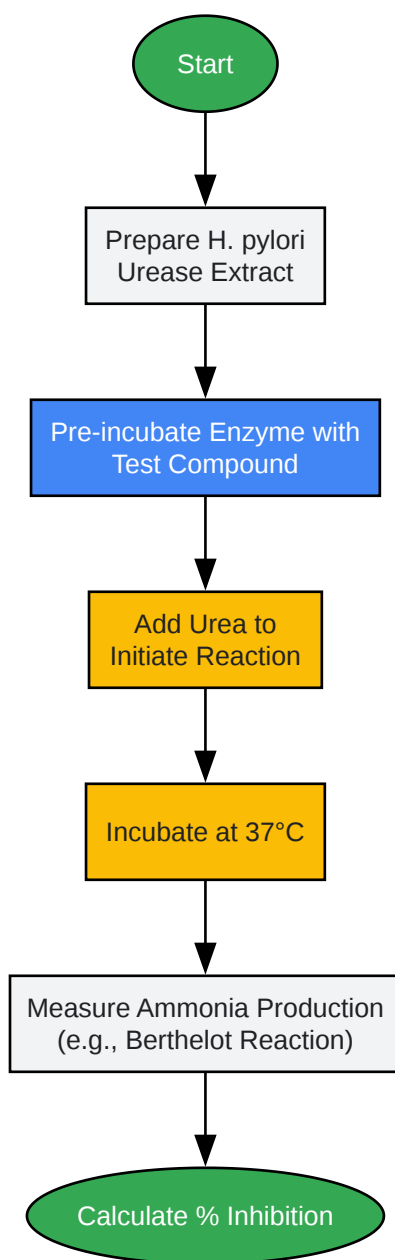 Start
Prepare H. pylori
Urease Extract
Pre-incubate Enzyme with
Test Compound
Add Urea to
Initiate Reaction
Incubate at 37°C
Measure Ammonia Production
(e.g., Berthelot Reaction)
Calculate % Inhibition